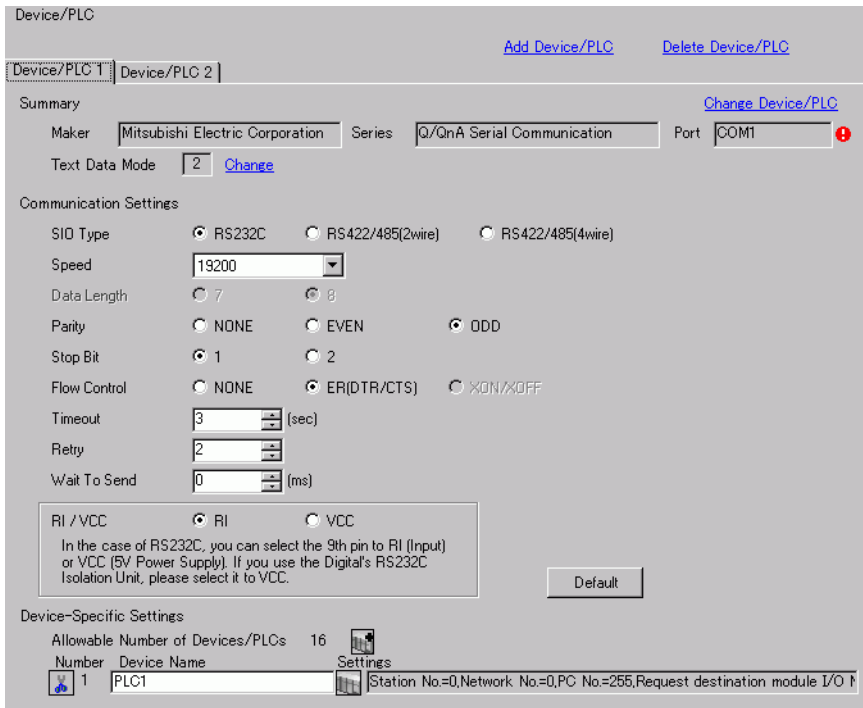 Device/PLC
Add Device/PLC Delete Device/PLC
Device/PLC 1 Device/PLC 2
Summary Change Device/PLC
Maker Mitsubishi Electric Corporation Series Q/QnA Serial Communication Port COM1
Text Data Mode 2 Change
Communication Settings
SIO Type RS232C RS422/485(2wire) RS422/485(4wire)
Speed 19200
Data Length 7 8
Parity NONE EVEN ODD
Stop Bit 1 2
Flow Control NONE ER(DTR/CTS) XON/XOFF
Timeout 3 (sec)
Retry 2
Wait To Send 0 (ms)
RI / VCC RI VCC
In the case of RS232C, you can select the 9th pin to RI (Input)
or VCC (5V Power Supply). If you use the Digital's RS232C
Isolation Unit, please select it to VCC.
Default
Device-Specific Settings
Allowable Number of Devices/PLCs 16
Number Device Name Settings
1 PLC1 Station No.=0,Network No.=0,PC No.=255,Request destination module I/O